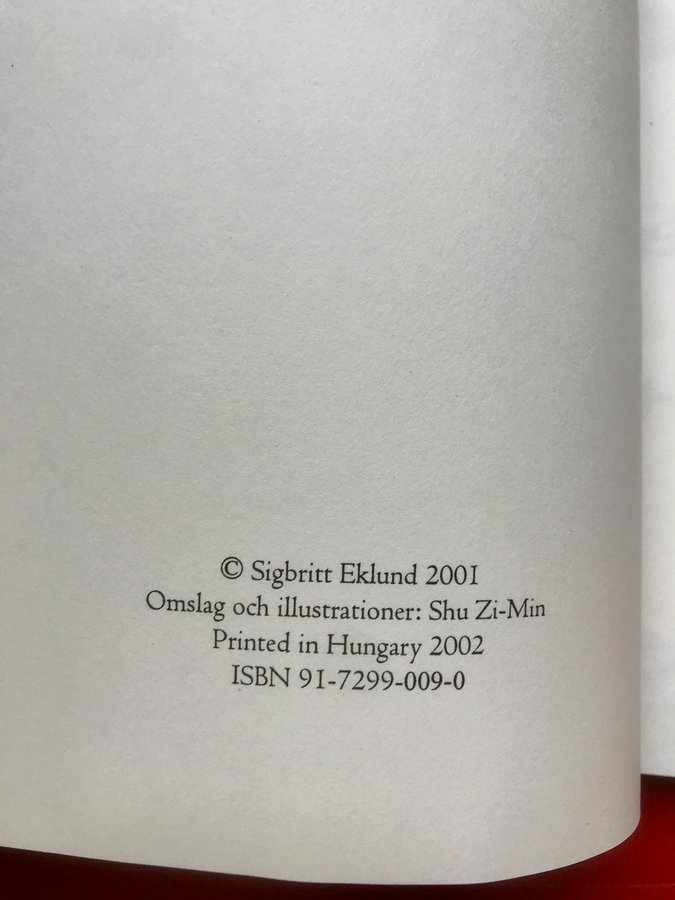 © Sigbritt Eklund 2001
Omslag och illustrationer: Shu Zi-Min
Printed in Hungary 2002
ISBN 91-7299-009-0